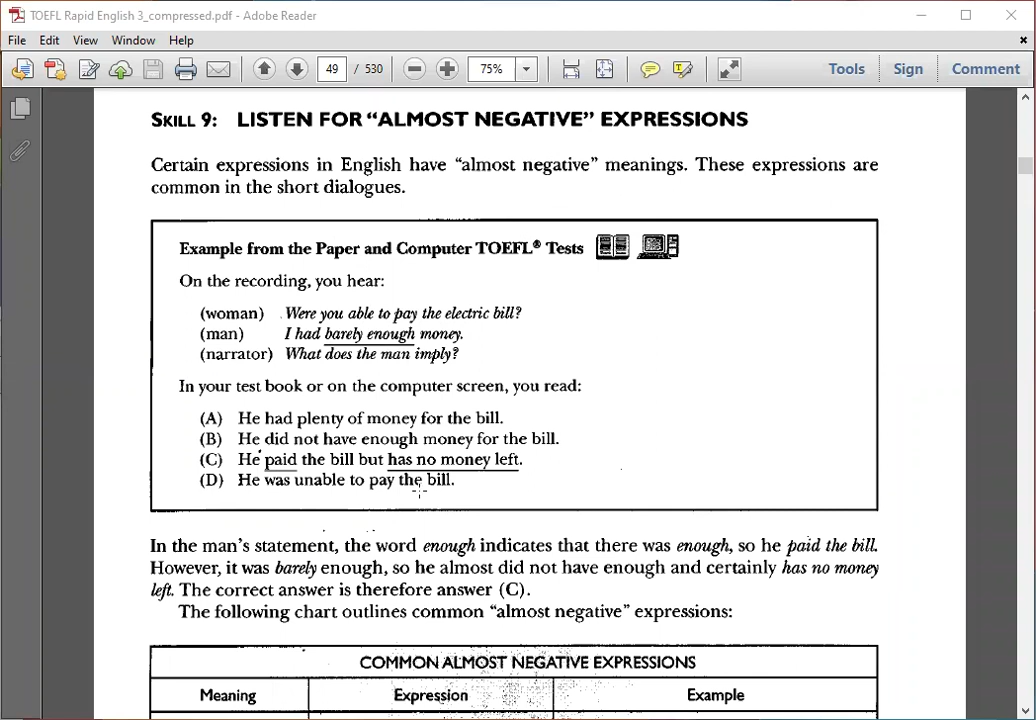 TOEFL Rapid English 3_compressed.pdf - Adobe Reader
File Edit View Window Help
49 / 530 75% Tools Sign Comment
SKILL 9: LISTEN FOR "ALMOST NEGATIVE" EXPRESSIONS
Certain expressions in English have "almost negative" meanings. These expressions are
common in the short dialogues.
Example from the Paper and Computer TOEFL® Tests
On the recording, you hear:
(woman) Were you able to pay the electric bill?
(man) I had barely enough money.
(narrator) What does the man imply?
In your test book or on the computer screen, you read:
(A) He had plenty of money for the bill.
(B) He did not have enough money for the bill.
(C) He paid the bill but has no money left.
(D) He was unable to pay the bill.
In the man's statement, the word enough indicates that there was enough, so he paid the bill.
However, it was barely enough, so he almost did not have enough and certainly has no money
left. The correct answer is therefore answer (C).
The following chart outlines common "almost negative" expressions:
COMMON ALMOST NEGATIVE EXPRESSIONS
Meaning Expression Example